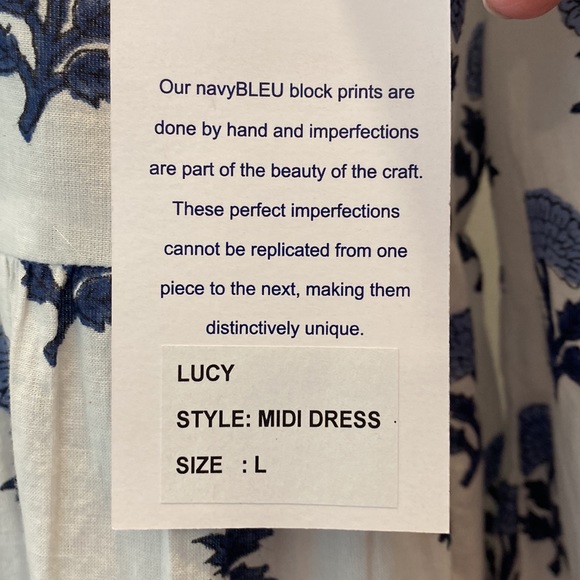 Our navyBLEU block prints are
done by hand and imperfections
are part of the beauty of the craft.
These perfect imperfections
cannot be replicated from one
piece to the next, making them
distinctively unique.
LUCY
STYLE: MIDI DRESS
SIZE : L